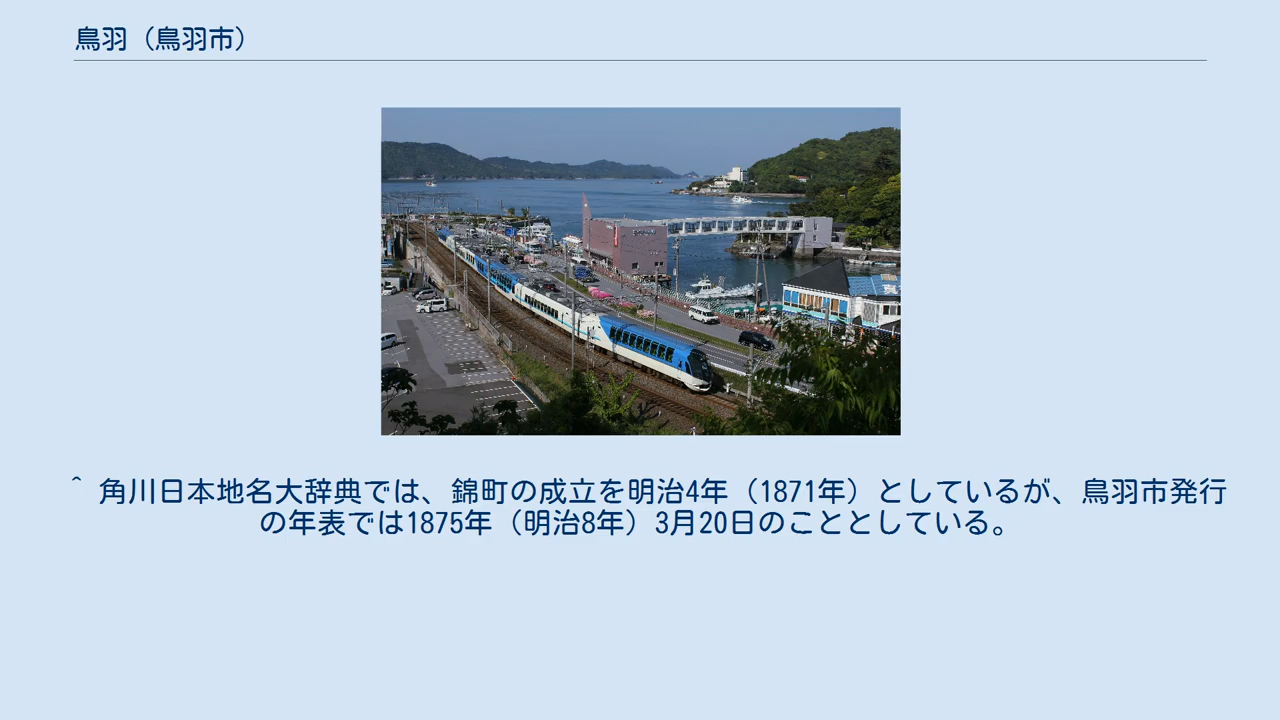 鳥羽（鳥羽市）
^ 角川日本地名大辞典では、錦町の成立を明治4年（1871年）としているが、鳥羽市発行
の年表では1875年（明治8年）3月20日のこととしている。